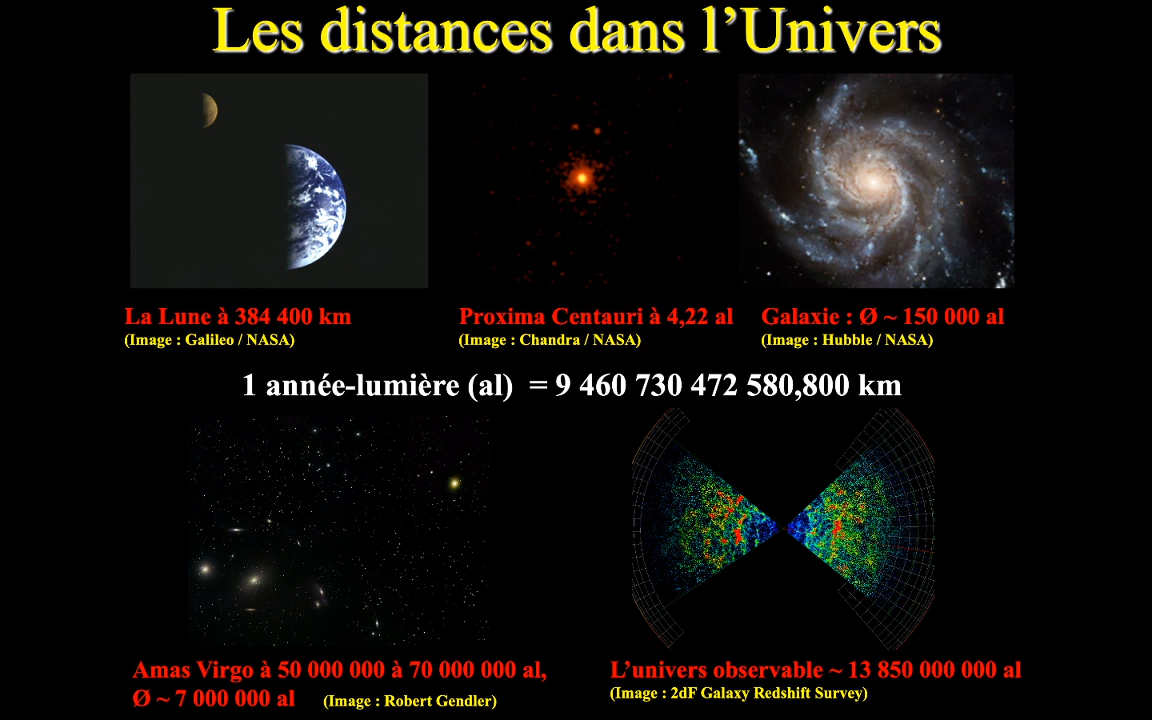 Les distances dans l’Univers
La Lune à 384 400 km
(Image : Galileo / NASA)
Proxima Centauri à 4,22 al
(Image : Chandra / NASA)
Galaxie : Ø ~ 150 000 al
(Image : Hubble / NASA)
1 année-lumière (al)  = 9 460 730 472 580,800 km
Amas Virgo à 50 000 000 à 70 000 000 al,
Ø ~ 7 000 000 al (Image : Robert Gendler)
L’univers observable ~ 13 850 000 000 al
(Image : 2dF Galaxy Redshift Survey)